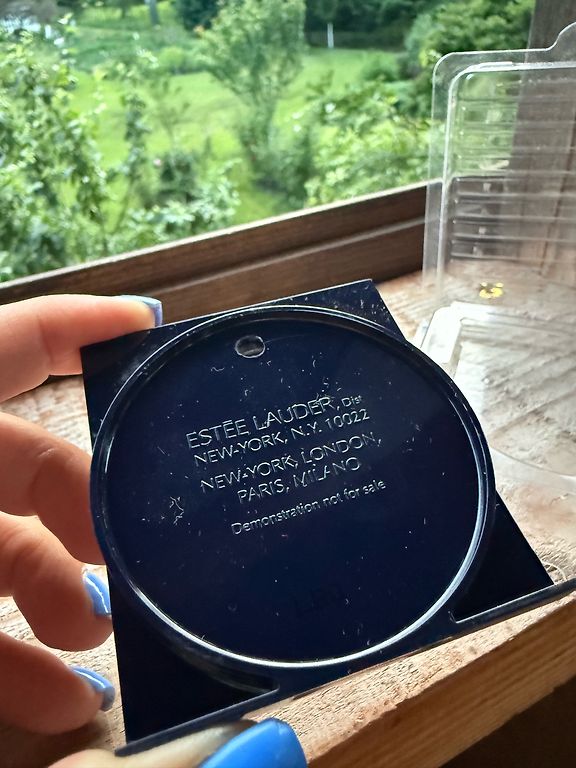 ESTĒE LAUDER, Dist
NEW-YORK, N.Y. 10022
NEW-YORK, LONDON,
PARIS, MILANO
Demonstration not for sale